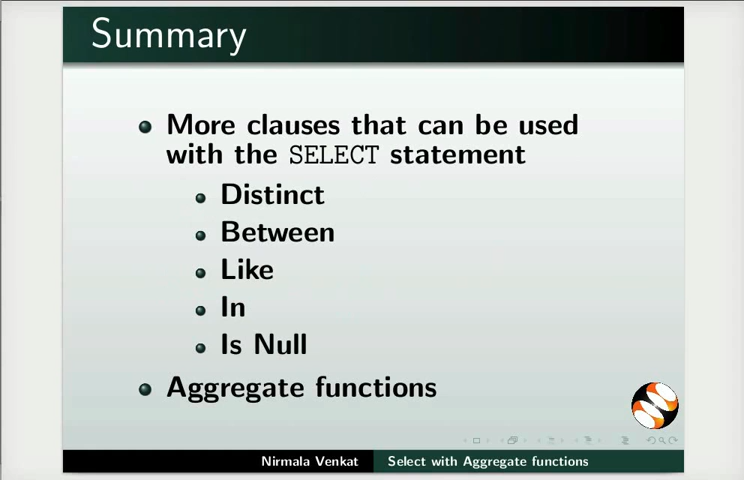 Summary
More clauses that can be used
with the SELECT statement
Distinct
Between
Like
In
Is Null
Aggregate functions
Nirmala Venkat
Select with Aggregate functions